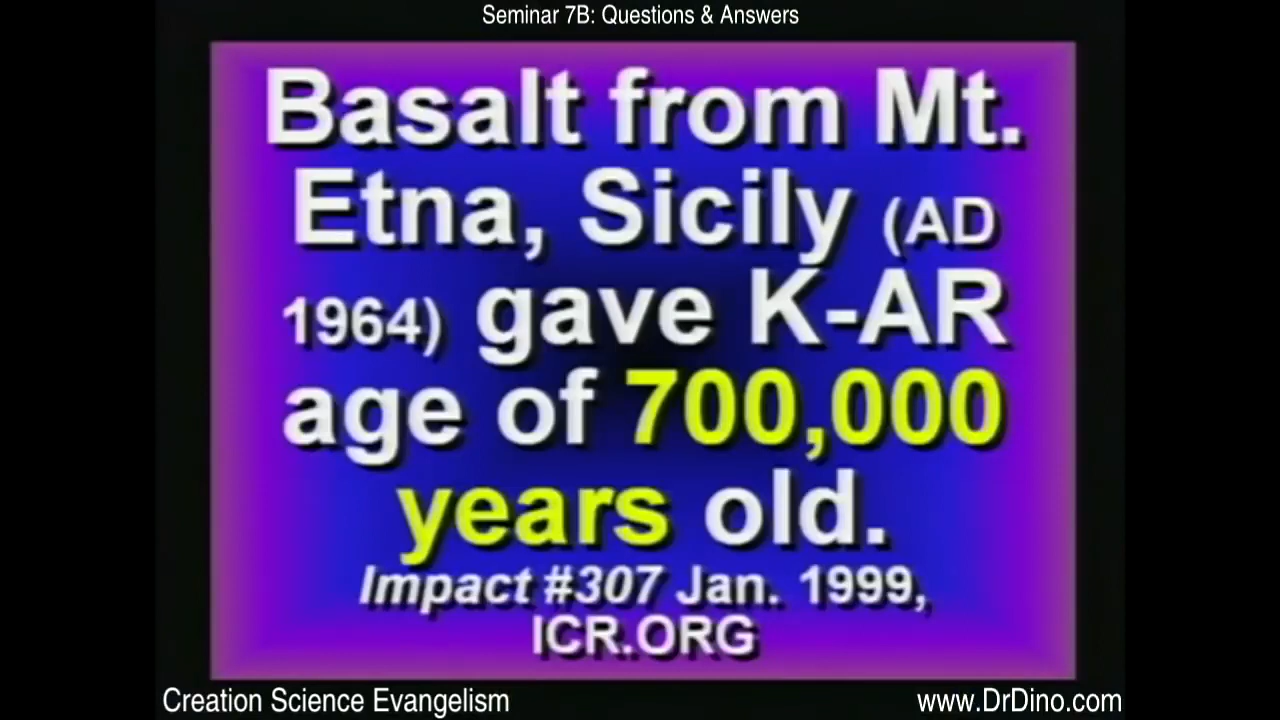 Seminar 7B: Questions & Answers
Basalt from Mt.
Etna, Sicily (AD
1964) gave K-AR
age of 700,000
years old.
Impact #307 Jan. 1999,
ICR.ORG
Creation Science Evangelism
www.DrDino.com